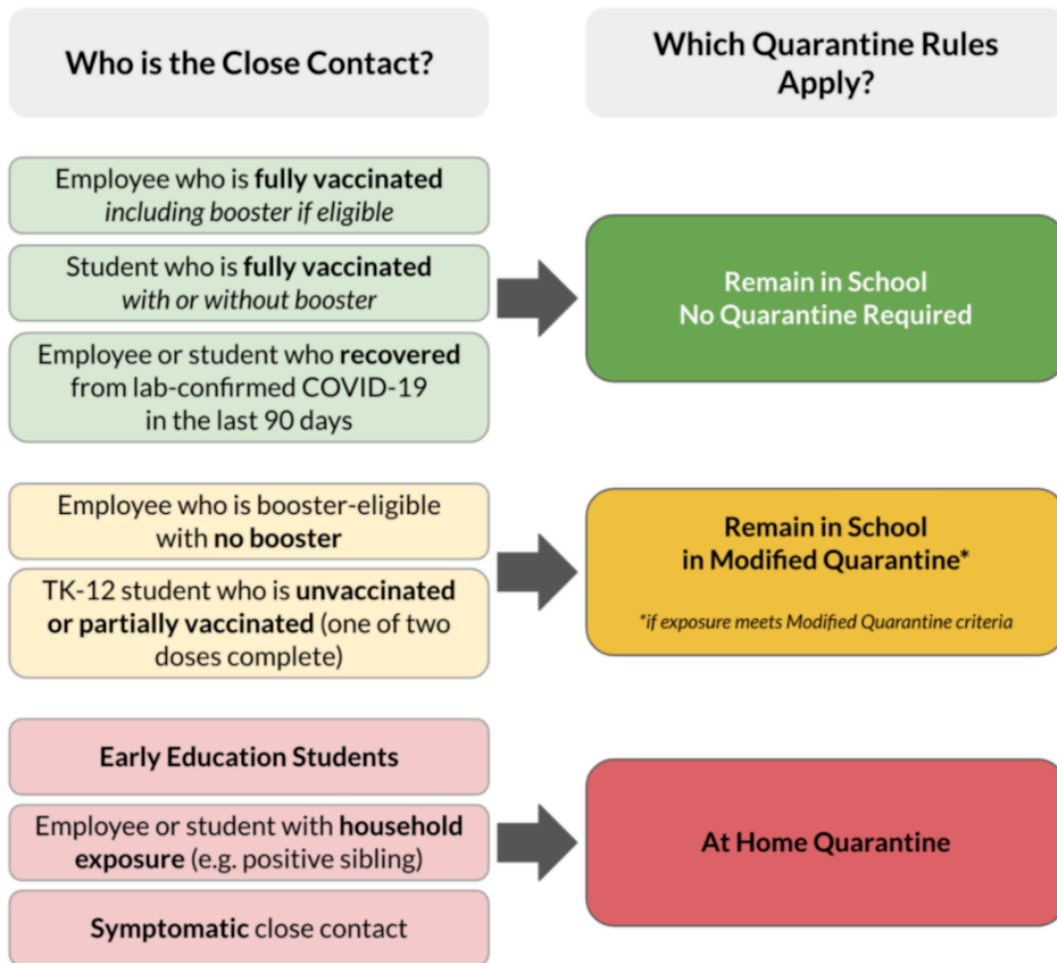 Who is the Close Contact?
Which Quarantine Rules
Apply?
Employee who is fully vaccinated
including booster if eligible
Student who is fully vaccinated
with or without booster
Employee or student who recovered
from lab-confirmed COVID-19
in the last 90 days
Remain in School
No Quarantine Required
Employee who is booster-eligible
with no booster
TK-12 student who is unvaccinated
or partially vaccinated (one of two
doses complete)
Remain in School
in Modified Quarantine*
*if exposure meets Modified Quarantine criteria
Early Education Students
Employee or student with household
exposure (e.g. positive sibling)
Symptomatic close contact
At Home Quarantine